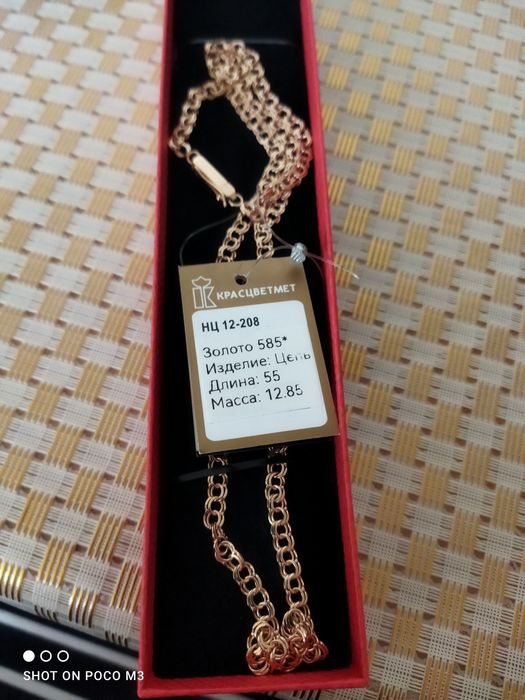 КРАСЦВЕТМЕТ
НЦ 12-208
Золото 585*
Изделие: Цепь
Длина: 55
Масса: 12.85
SHOT ON POCO M3